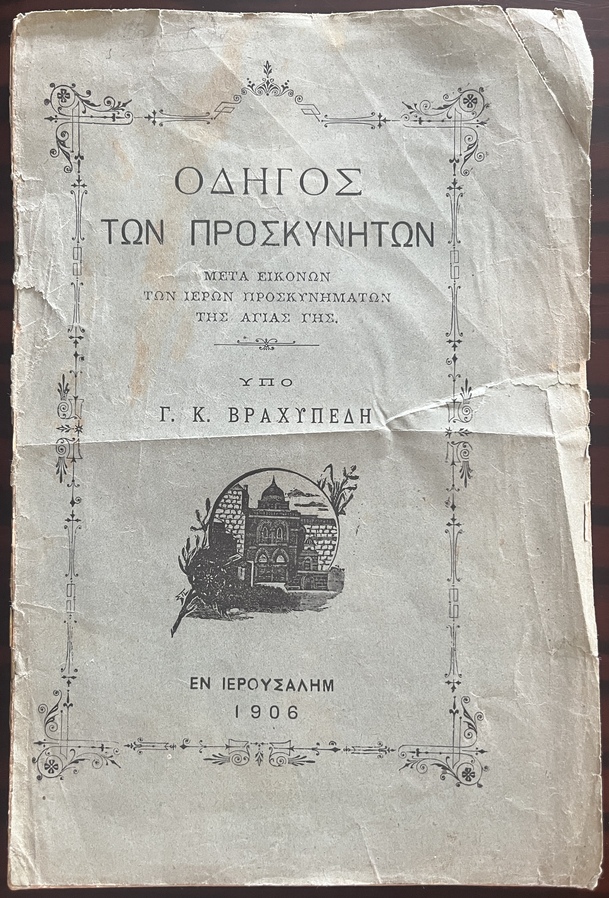 ΟΔΗΓΟΣ
ΤΩΝ ΠΡΟΣΚΥΝΗΤΩΝ
ΜΕΤΑ ΕΙΚΟΝΩΝ
ΤΩΝ ΙΕΡΩΝ ΠΡΟΣΚΥΝΗΜΑΤΩΝ
ΤΗΣ ΑΓΙΑΣ ΓΗΣ.
ΥΠΟ
Γ. Κ. ΒΡΑΧΥΠΕΔΗ
ΕΝ ΙΕΡΟΥΣΑΛΗΜ
1906